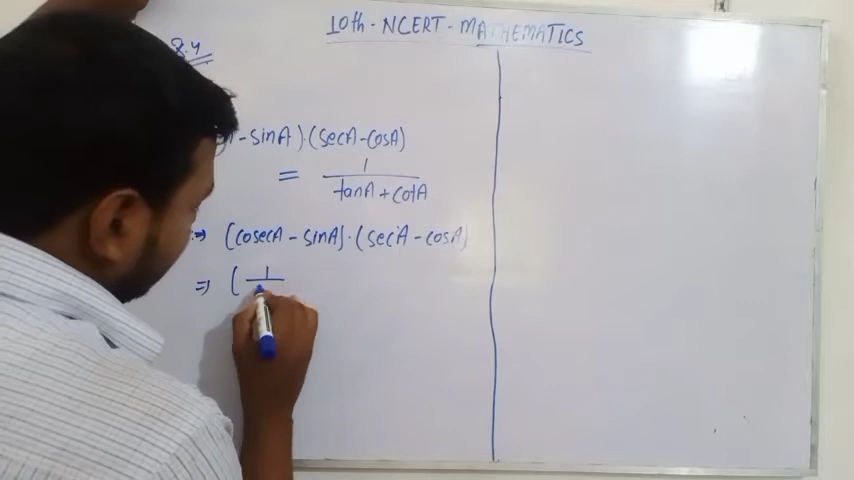 10th - NCERT - MATHEMATICS
8.4
- sinA) · (secA - cosA)
= 1 / tanA + cotA
⇒ (cosecA - sinA) · (secA - cosA)
⇒ ( 1